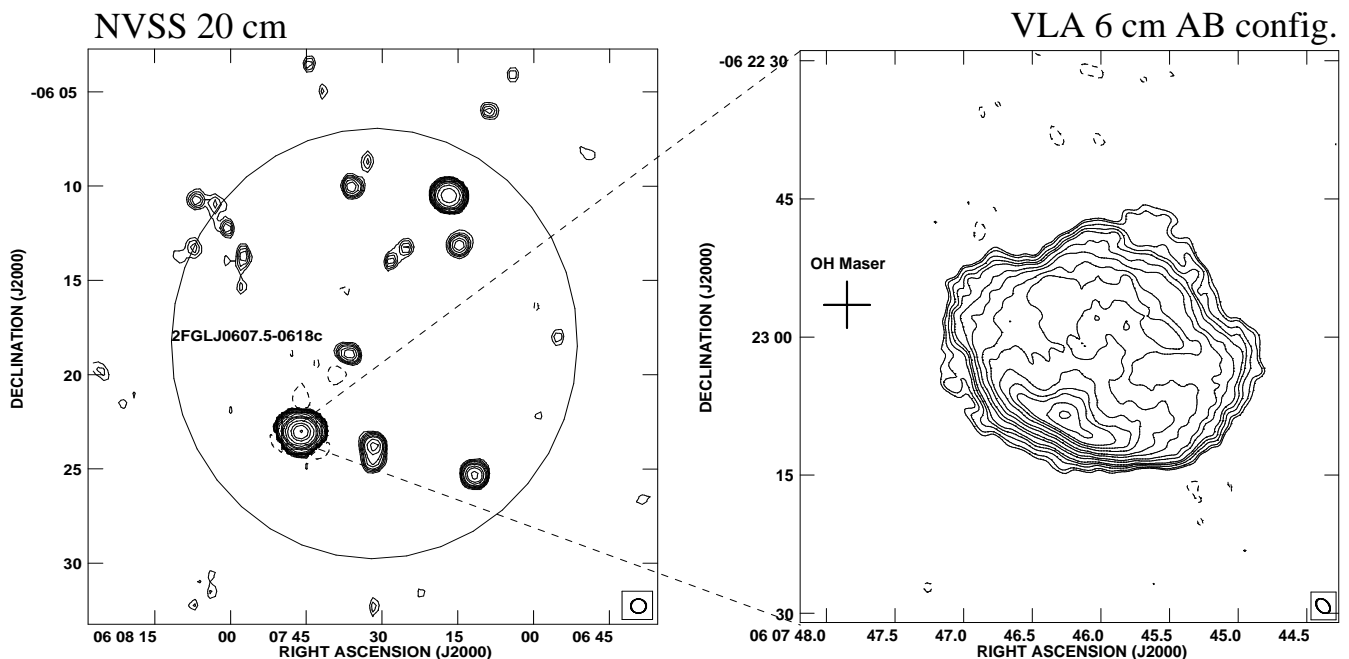 NVSS 20 cm
VLA 6 cm AB config.
DECLINATION (J2000)
-06 05
10
15
20
25
30
2FGLJ0607.5-0618c
06 08 15
00
07 45
30
15
00
06 45
RIGHT ASCENSION (J2000)
DECLINATION (J2000)
-06 22 30
45
23 00
15
30
OH Maser
06 07 48.0
47.5
47.0
46.5
46.0
45.5
45.0
44.5
RIGHT ASCENSION (J2000)